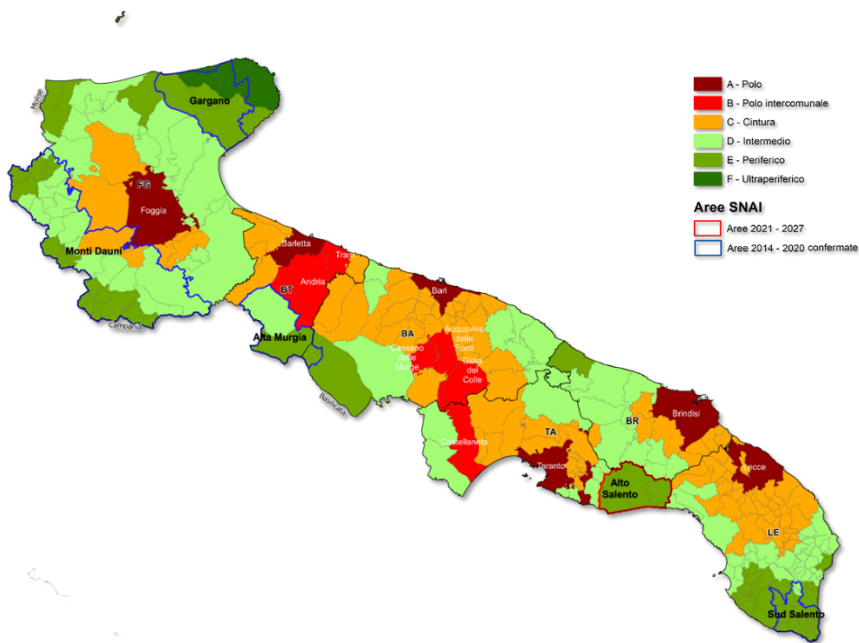 A - Polo
B - Polo intercomunale
C - Cintura
D - Intermedio
E - Periferico
F - Ultraperiferico
Aree SNAI
Aree 2021 - 2027
Aree 2014 - 2020 confermate
Molise
Gargano
FG
Foggia
Monti Dauni
Campania
Barletta
Trani
Andria
BT
Alta Murgia
Basilicata
Bari
BA
Acquaviva
delle
Fonti
Cassano
delle
Murge
Gioia
del
Colle
Castellaneta
TA
Taranto
BR
Brindisi
Alto
Salento
Lecce
LE
Sud Salento